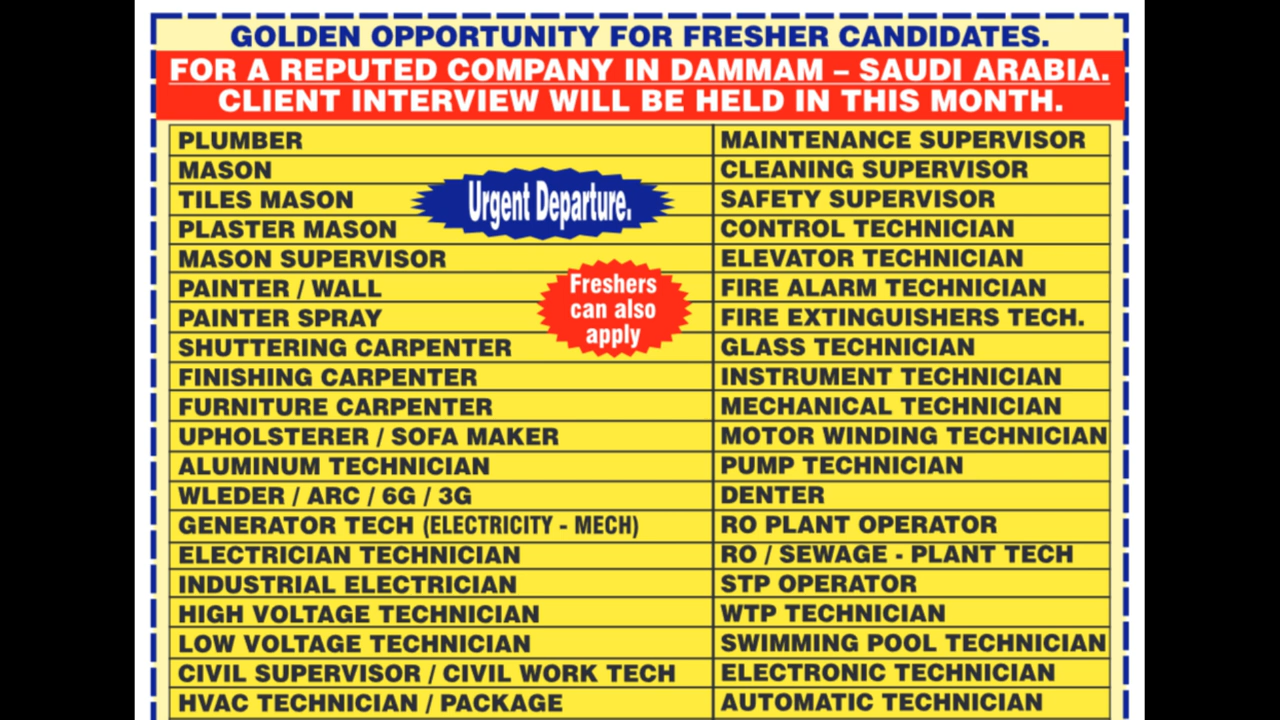 GOLDEN OPPORTUNITY FOR FRESHER CANDIDATES.
FOR A REPUTED COMPANY IN DAMMAM – SAUDI ARABIA.
CLIENT INTERVIEW WILL BE HELD IN THIS MONTH.
PLUMBER
MASON
TILES MASON
PLASTER MASON
MASON SUPERVISOR
PAINTER / WALL
PAINTER SPRAY
SHUTTERING CARPENTER
FINISHING CARPENTER
FURNITURE CARPENTER
UPHOLSTERER / SOFA MAKER
ALUMINUM TECHNICIAN
WLEDER / ARC / 6G / 3G
GENERATOR TECH (ELECTRICITY - MECH)
ELECTRICIAN TECHNICIAN
INDUSTRIAL ELECTRICIAN
HIGH VOLTAGE TECHNICIAN
LOW VOLTAGE TECHNICIAN
CIVIL SUPERVISOR / CIVIL WORK TECH
HVAC TECHNICIAN / PACKAGE
Urgent Departure.
Freshers
can also
apply
MAINTENANCE SUPERVISOR
CLEANING SUPERVISOR
SAFETY SUPERVISOR
CONTROL TECHNICIAN
ELEVATOR TECHNICIAN
FIRE ALARM TECHNICIAN
FIRE EXTINGUISHERS TECH.
GLASS TECHNICIAN
INSTRUMENT TECHNICIAN
MECHANICAL TECHNICIAN
MOTOR WINDING TECHNICIAN
PUMP TECHNICIAN
DENTER
RO PLANT OPERATOR
RO / SEWAGE - PLANT TECH
STP OPERATOR
WTP TECHNICIAN
SWIMMING POOL TECHNICIAN
ELECTRONIC TECHNICIAN
AUTOMATIC TECHNICIAN